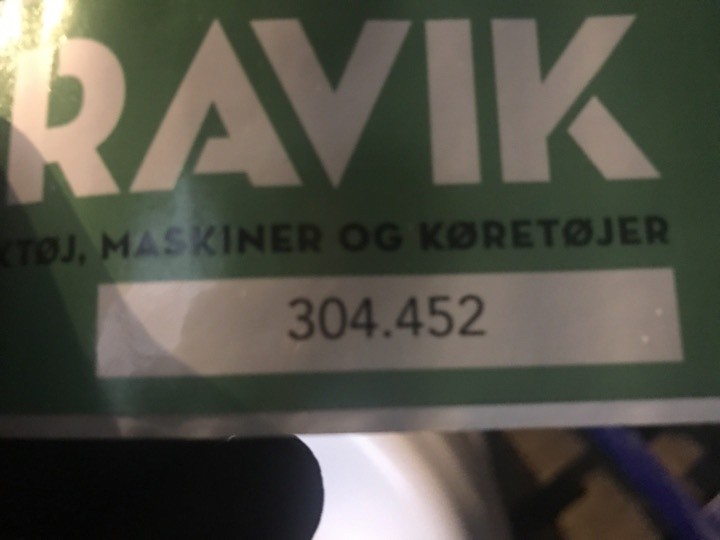 RAVIK
KTØJ, MASKINER OG KØRETØJER
304.452